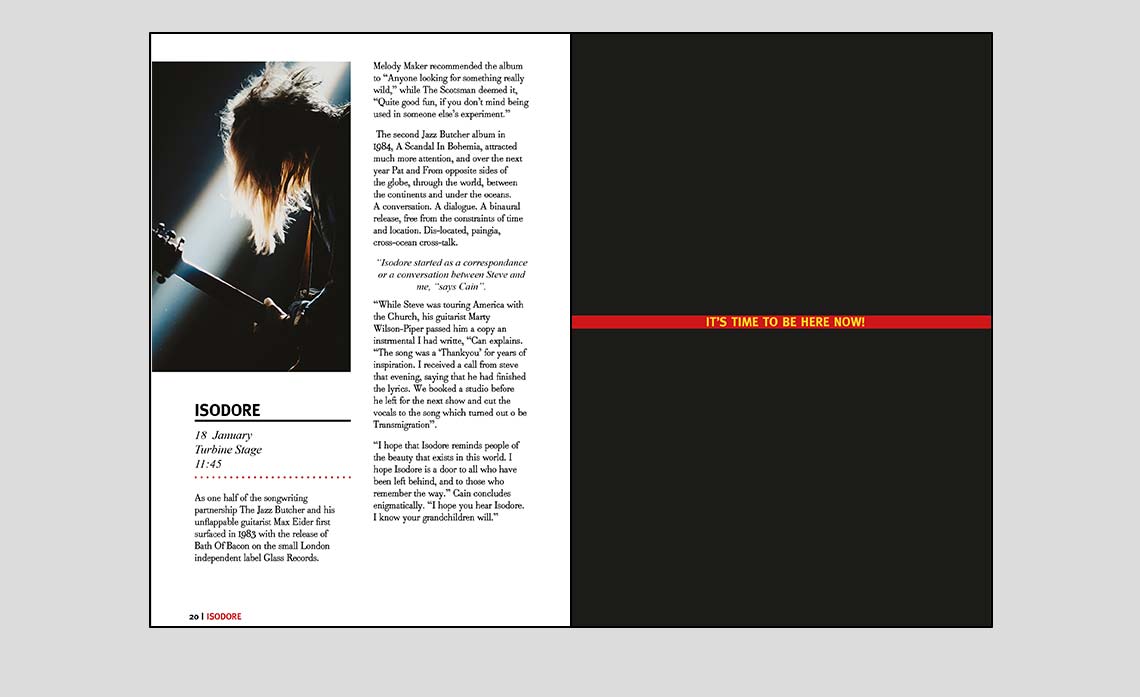 ISODORE
18 January
Turbine Stage
11:45
As one half of the songwriting
partnership The Jazz Butcher and his
unflappable guitarist Max Eider first
surfaced in 1983 with the release of
Bath Of Bacon on the small London
independent label Glass Records.
Melody Maker recommended the album
to “Anyone looking for something really
wild,” while The Scotsman deemed it,
“Quite good fun, if you don’t mind being
used in someone else’s experiment.”
The second Jazz Butcher album in
1984, A Scandal In Bohemia, attracted
much more attention, and over the next
year Pat and From opposite sides of
the globe, through the world, between
the continents and under the oceans.
A conversation. A dialogue. A binaural
release, free from the constraints of time
and location. Dis-located, paingia,
cross-ocean cross-talk.
“Isodore started as a correspondance
or a conversation between Steve and
me, “says Cain”.
“While Steve was touring America with
the Church, his guitarist Marty
Wilson-Piper passed him a copy an
instrmental I had writte, “Can explains.
“The song was a ‘Thankyou’ for years of
inspiration. I received a call from steve
that evening, saying that he had finished
the lyrics. We booked a studio before
he left for the next show and cut the
vocals to the song which turned out o be
Transmigration”.
“I hope that Isodore reminds people of
the beauty that exists in this world. I
hope Isodore is a door to all who have
been left behind, and to those who
remember the way.” Cain concludes
enigmatically. “I hope you hear Isodore.
I know your grandchildren will.”
20 | ISODORE
IT’S TIME TO BE HERE NOW!